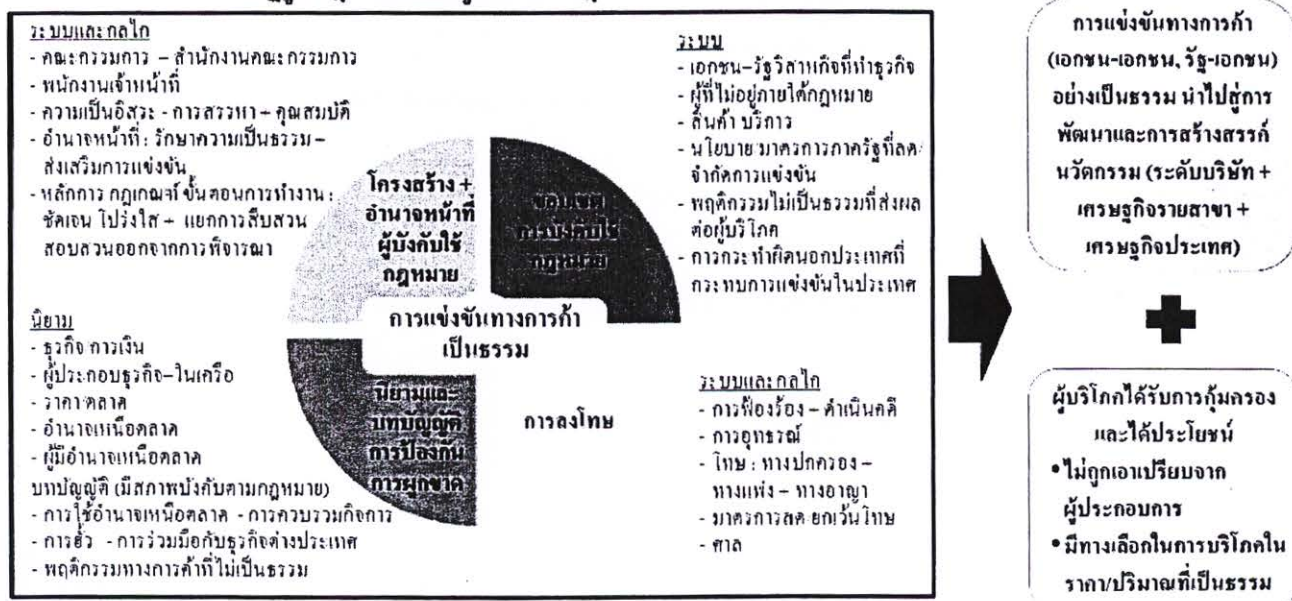 ระบบและกลไก
- คณะกรรมการ – สำนักงานคณะกรรมการ
- พนักงานเจ้าหน้าที่
- ความเป็นอิสระ - การสรรหา + คุณสมบัติ
- อำนาจหน้าที่ : รักษาความเป็นธรรม –
ส่งเสริมการแข่งขัน
- หลักการ กฎเกณฑ์ ขั้นตอนการทำงาน :
ชัดเจน โปร่งใส + แยกการสืบสวน
สอบสวนออกจากการพิจารณา
โครงสร้าง +
อำนาจหน้าที่
ผู้บังคับใช้
กฎหมาย
ขอบเขต
การบังคับใช้
กฎหมาย
ระบบ
- เอกชน–รัฐวิสาหกิจที่ทำธุรกิจ
- ผู้ที่ไม่อยู่ภายใต้กฎหมาย
- สินค้า บริการ
- นโยบาย มาตรการภาครัฐที่ลด/
จำกัดการแข่งขัน
- พฤติกรรมไม่เป็นธรรมที่ส่งผล
ต่อผู้บริโภค
- การกระทำผิดนอกประเทศที่
กระทบการแข่งขันในประเทศ
การแข่งขันทางการค้า
เป็นธรรม
นิยาม
- ธุรกิจ การเงิน
- ผู้ประกอบธุรกิจ–ในเครือ
- ราคาตลาด
- อำนาจเหนือตลาด
- ผู้มีอำนาจเหนือตลาด
บทบัญญัติ (มีสภาพบังคับตามกฎหมาย)
- การใช้อำนาจเหนือตลาด - การควบรวมกิจการ
- การฮั้ว - การร่วมมือกับธุรกิจต่างประเทศ
- พฤติกรรมทางการค้าที่ไม่เป็นธรรม
นิยามและ
บทบัญญัติ
การป้องกัน
การผูกขาด
การลงโทษ
ระบบและกลไก
- การฟ้องร้อง – ดำเนินคดี
- การอุทธรณ์
- โทษ : ทางปกครอง –
ทางแพ่ง – ทางอาญา
- มาตรการลด ยกเว้นโทษ
- ศาล
การแข่งขันทางการค้า
(เอกชน-เอกชน, รัฐ-เอกชน)
อย่างเป็นธรรม นำไปสู่การ
พัฒนาและการสร้างสรรค์
นวัตกรรม (ระดับบริษัท +
เศรษฐกิจรายสาขา +
เศรษฐกิจประเทศ)
ผู้บริโภคได้รับการคุ้มครอง
และได้ประโยชน์
• ไม่ถูกเอาเปรียบจาก
ผู้ประกอบการ
• มีทางเลือกในการบริโภคใน
ราคา/ปริมาณที่เป็นธรรม